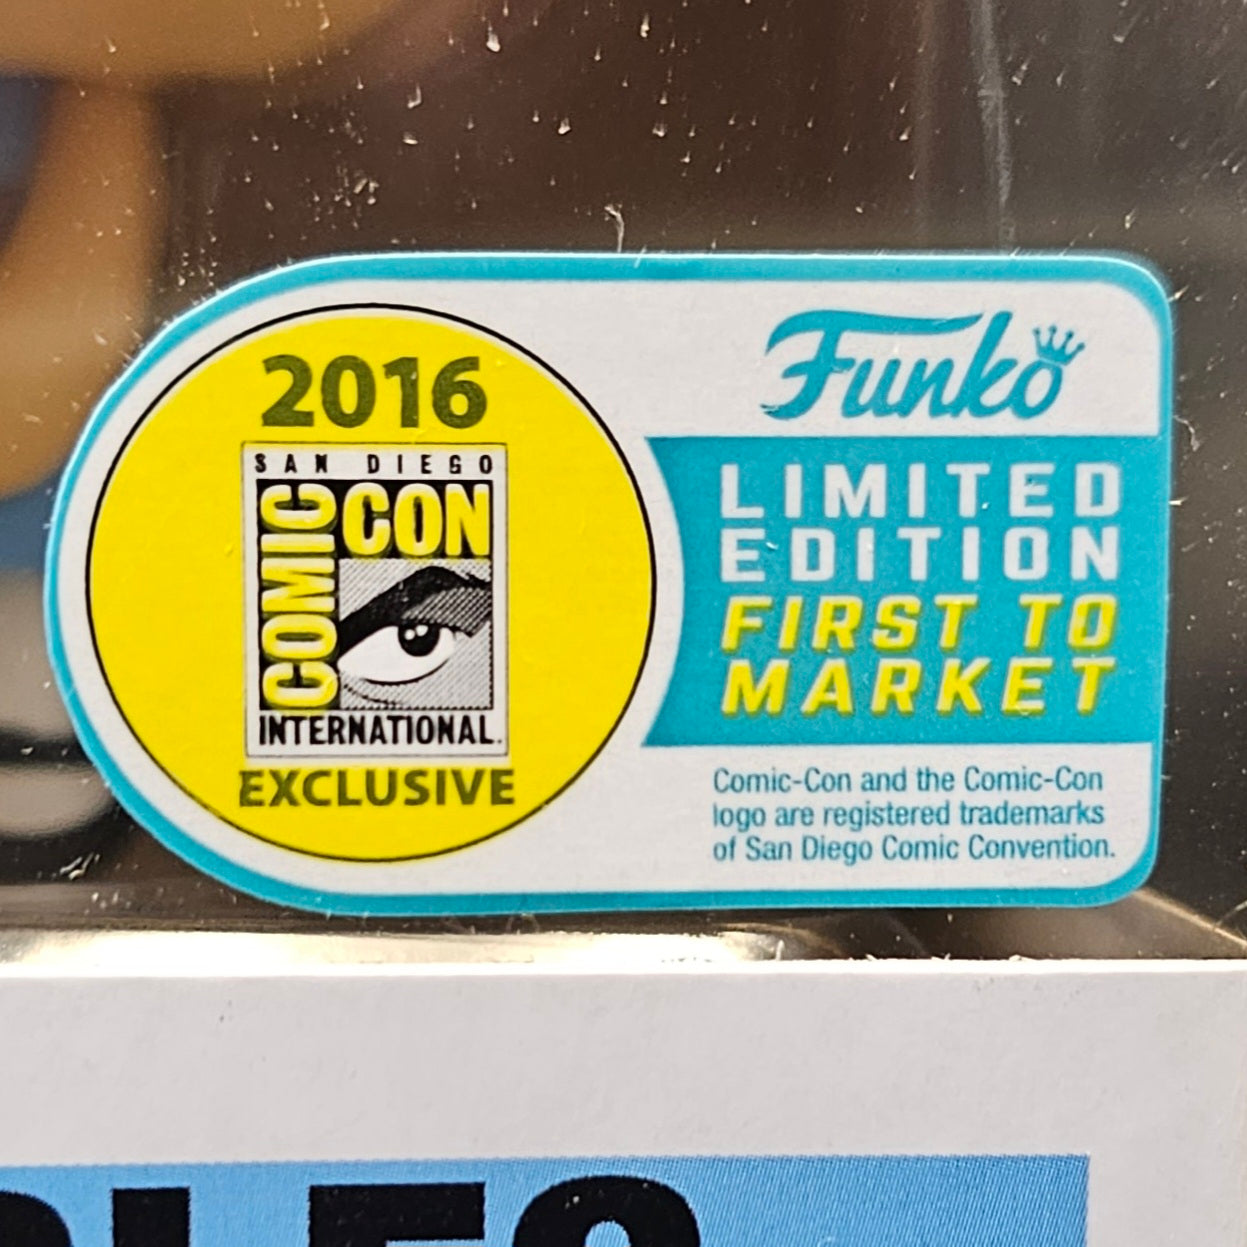 2016
SAN DIEGO
COMIC CON
INTERNATIONAL.
EXCLUSIVE
Funko
LIMITED
EDITION
FIRST TO
MARKET
Comic-Con and the Comic-Con
logo are registered trademarks
of San Diego Comic Convention.